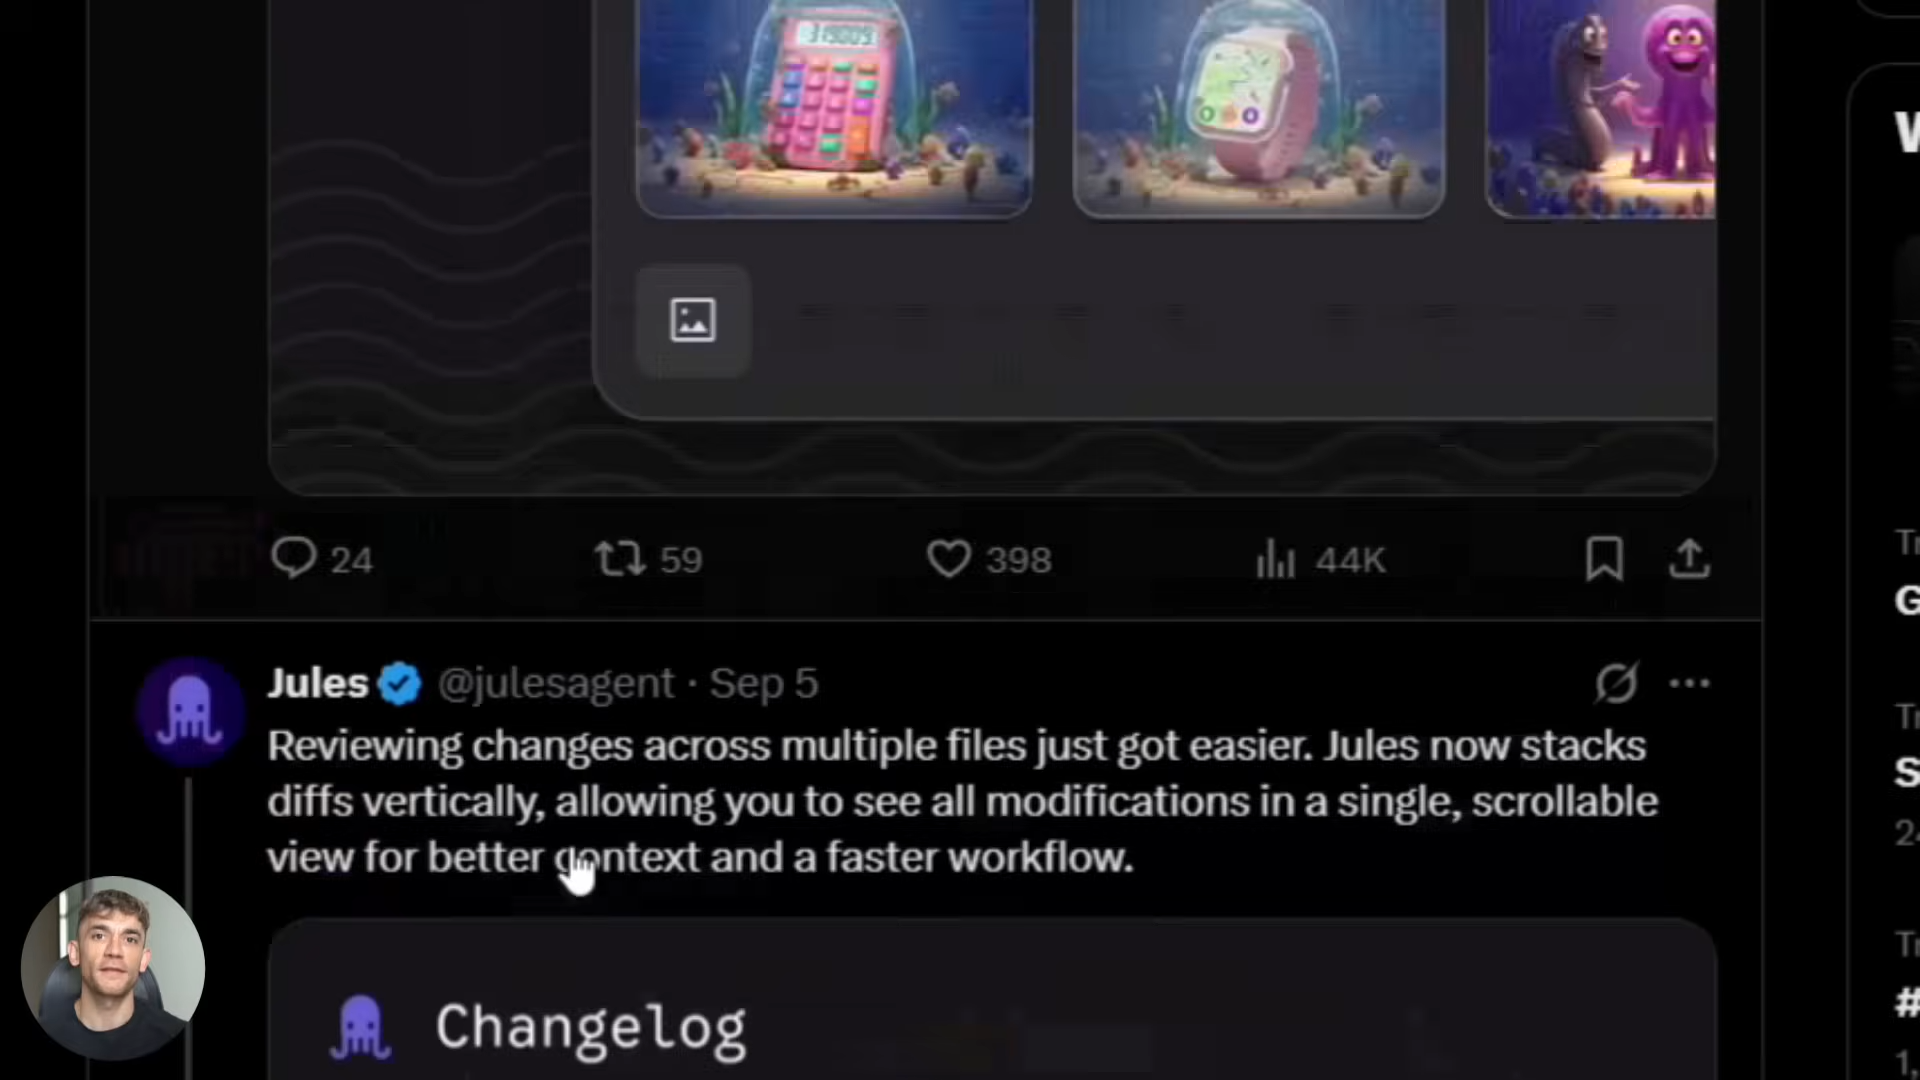 24 59 398 44K
Jules @julesagent · Sep 5
Reviewing changes across multiple files just got easier. Jules now stacks
diffs vertically, allowing you to see all modifications in a single, scrollable
view for better context and a faster workflow.
Changelog